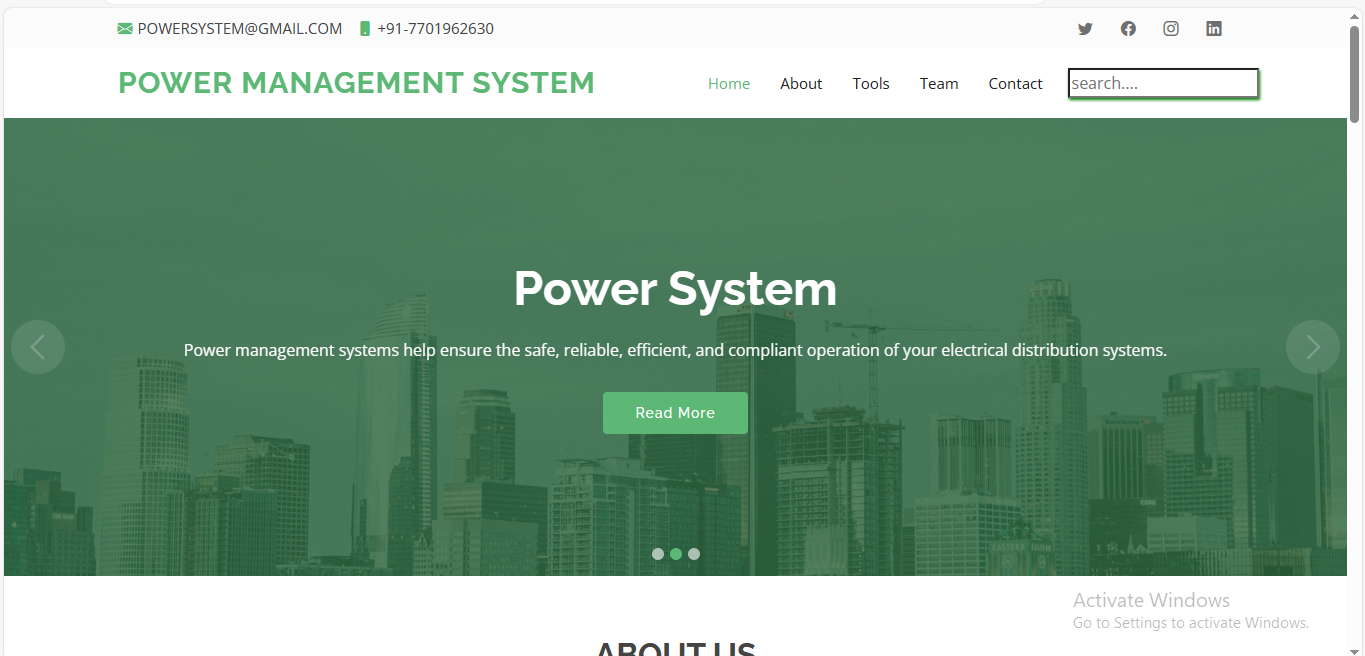 POWERSYSTEM@GMAIL.COM +91-7701962630
POWER MANAGEMENT SYSTEM
Home About Tools Team Contact search....
Power System
Power management systems help ensure the safe, reliable, efficient, and compliant operation of your electrical distribution systems.
Read More
Activate Windows
Go to Settings to activate Windows.
ABOUT US